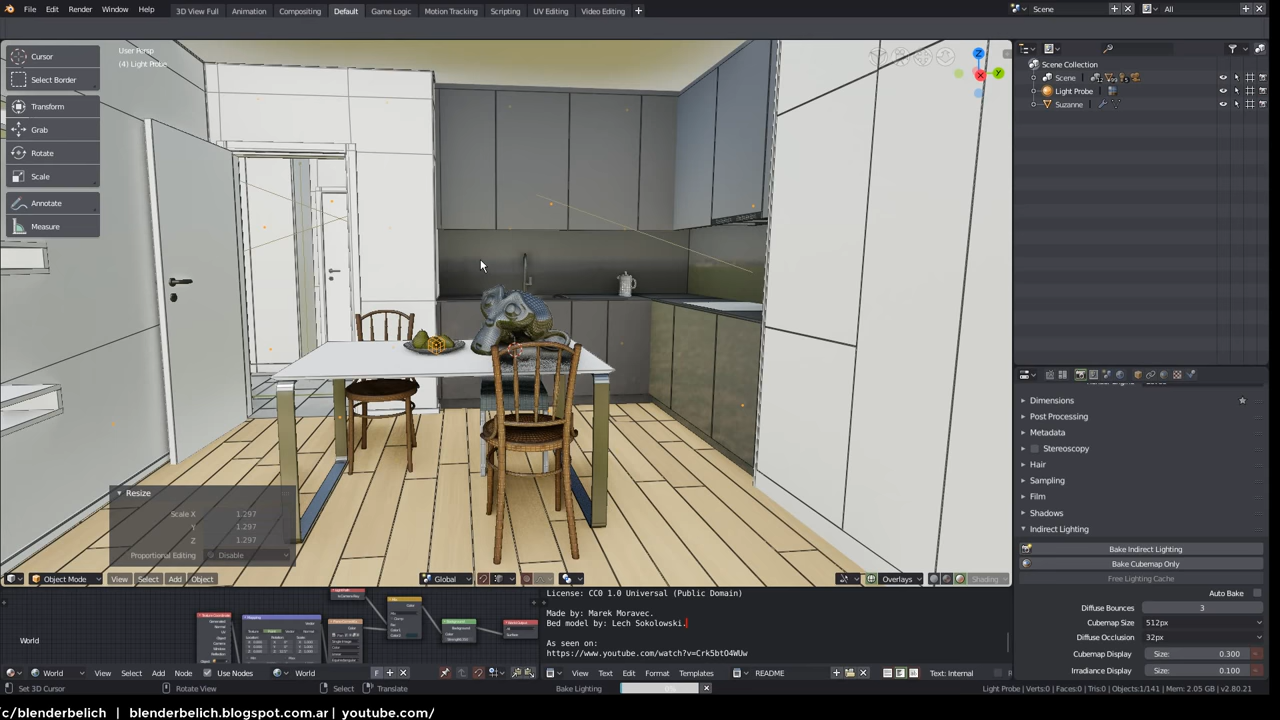 File Edit Render Window Help 3D View Full Animation Compositing Default Game Logic Motion Tracking Scripting UV Editing Video Editing + Scene All
User Persp
(4) Light Probe
Cursor
Select Border
Transform
Grab
Rotate
Scale
Annotate
Measure
Scene Collection
Scene
Light Probe
Suzanne
Resize
Scale X 1.297
Y 1.297
Z 1.297
Proportional Editing Disable
Object Mode View Select Add Object Global Overlays Shading
Dimensions
Post Processing
Metadata
Stereoscopy
Hair
Sampling
Film
Shadows
Indirect Lighting
Bake Indirect Lighting
Bake Cubemap Only
Free Lighting Cache
Auto Bake
Diffuse Bounces 3
Cubemap Size 512px
Diffuse Occlusion 32px
Cubemap Display Size: 0.300
Irradiance Display Size: 0.100
World
License: CC0 1.0 Universal (Public Domain)
Made by: Marek Moravec.
Bed model by: Lech Sokolowski.
As seen on:
https://www.youtube.com/watch?v=Crk5btO4WUw
World View Select Add Node Use Nodes World F View Text Edit Format Templates README Text: Internal
Set 3D Cursor Rotate View Select Translate Bake Lighting 0% Light Probe | Verts:0 | Faces:0 | Tris:0 | Objects:1/141 | Mem: 2.05 GB | v2.80.21
/c/blenderbelich | blenderbelich.blogspot.com.ar | youtube.com/